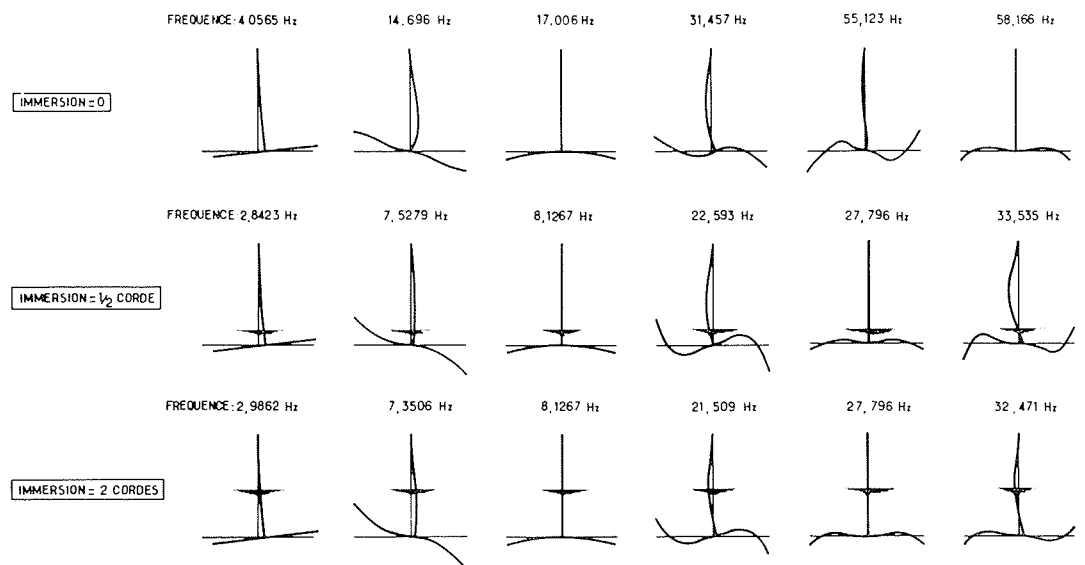 FREQUENCE: 4.0565 Hz 14,696 Hz 17,006 Hz 31,457 Hz 55,123 Hz 58,166 Hz
IMMERSION = 0
FREQUENCE: 2,8423 Hz 7,5279 Hz 8,1267 Hz 22,593 Hz 27,796 Hz 33,535 Hz
IMMERSION = 1/2 CORDE
FREQUENCE: 2,9862 Hz 7,3506 Hz 8,1267 Hz 21,509 Hz 27,796 Hz 32,471 Hz
IMMERSION = 2 CORDES